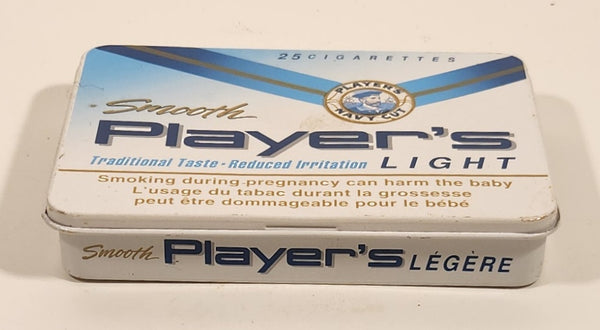 25 CIGARETTES
PLAYER'S
NAVY CUT
Smooth
Player's
Traditional Taste - Reduced Irritation LIGHT
Smoking during pregnancy can harm the baby
L'usage du tabac durant la grossesse
peut être dommageable pour le bébé
Smooth Player's LÉGÈRE